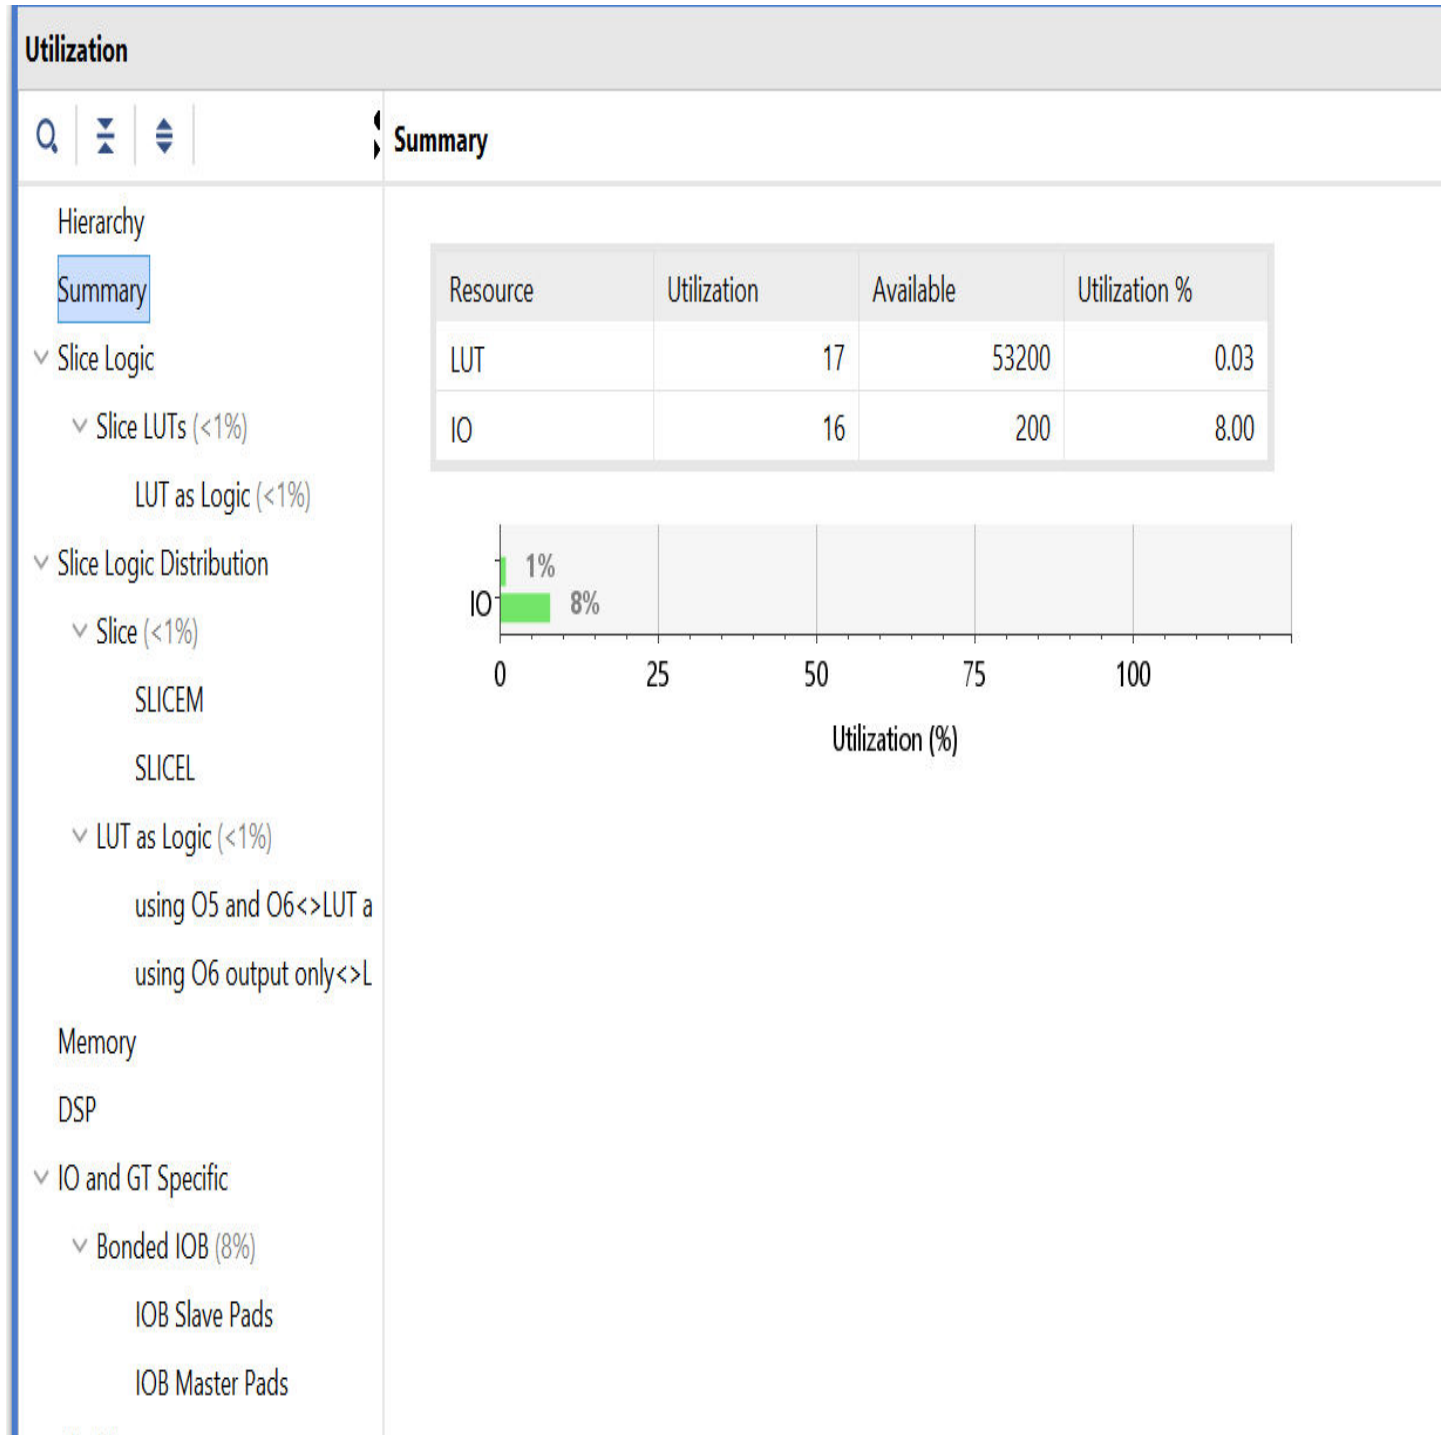 Utilization
Summary
Hierarchy
Summary
Slice Logic
Slice LUTs (<1%)
LUT as Logic (<1%)
Slice Logic Distribution
Slice (<1%)
SLICEM
SLICEL
LUT as Logic (<1%)
using O5 and O6<>LUT a
using O6 output only<>L
Memory
DSP
IO and GT Specific
Bonded IOB (8%)
IOB Slave Pads
IOB Master Pads
Resource Utilization Available Utilization %
LUT 17 53200 0.03
IO 16 200 8.00
1%
IO 8%
0 25 50 75 100
Utilization (%)